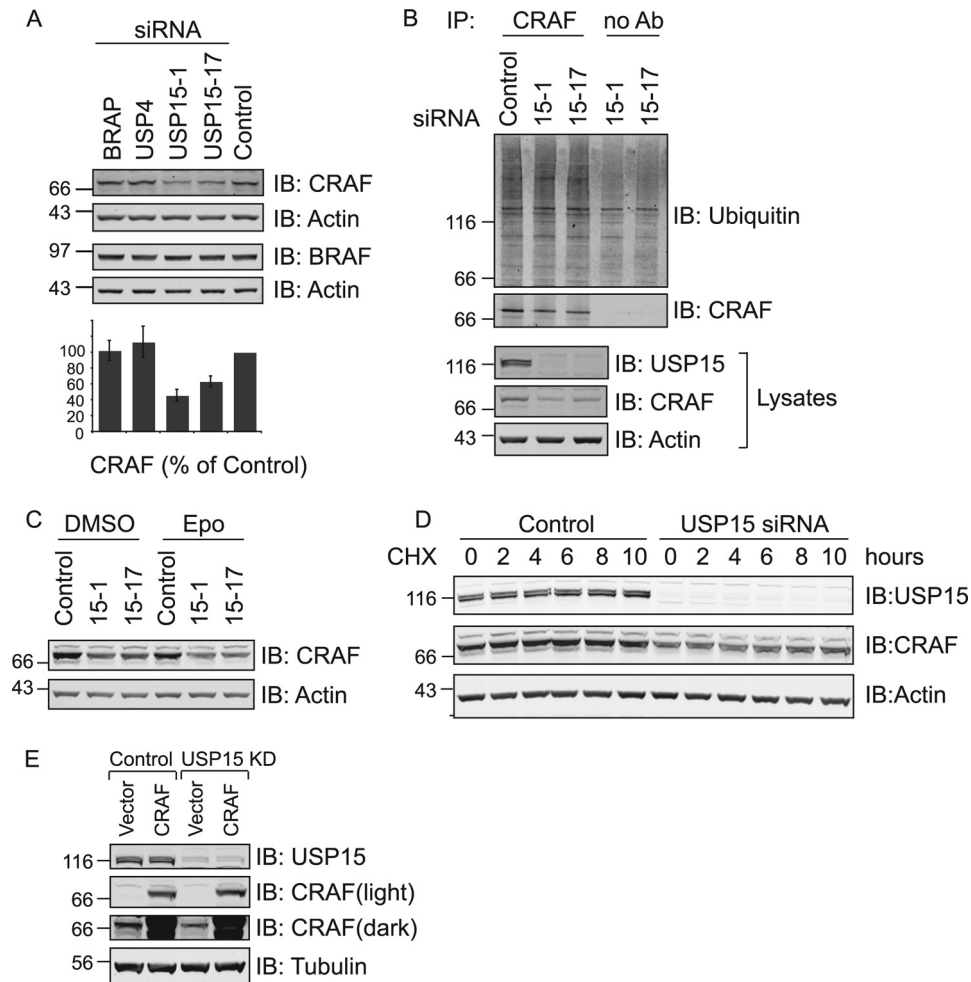 A
siRNA
BRAP
USP4
USP15-1
USP15-17
Control
66
IB: CRAF
43
IB: Actin
97
IB: BRAF
43
IB: Actin
100
80
60
40
20
0
CRAF (% of Control)
B
IP: CRAF no Ab
siRNA
Control
15-1
15-17
15-1
15-17
116
IB: Ubiquitin
66
66
IB: CRAF
116
IB: USP15
66
IB: CRAF
Lysates
43
IB: Actin
C
DMSO Epo
Control
15-1
15-17
Control
15-1
15-17
66
IB: CRAF
43
IB: Actin
D
Control USP15 siRNA
CHX 0 2 4 6 8 10 0 2 4 6 8 10 hours
116
IB:USP15
66
IB:CRAF
43
IB:Actin
E
Control USP15 KD
Vector
CRAF
Vector
CRAF
116
IB: USP15
66
IB: CRAF(light)
66
IB: CRAF(dark)
56
IB: Tubulin